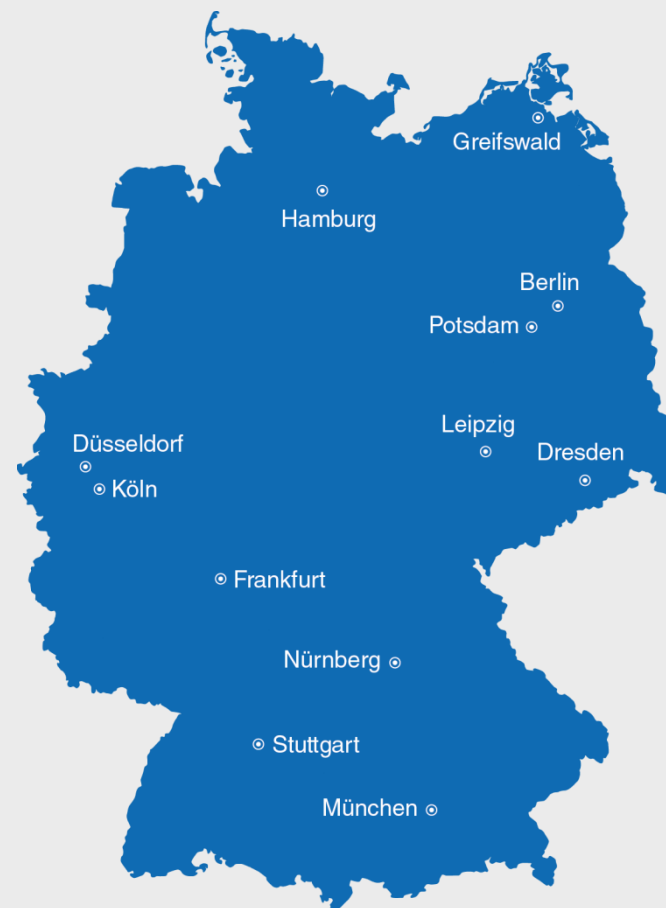 Greifswald
Hamburg
Berlin
Potsdam
Leipzig
Düsseldorf
Dresden
Köln
Frankfurt
Nürnberg
Stuttgart
München